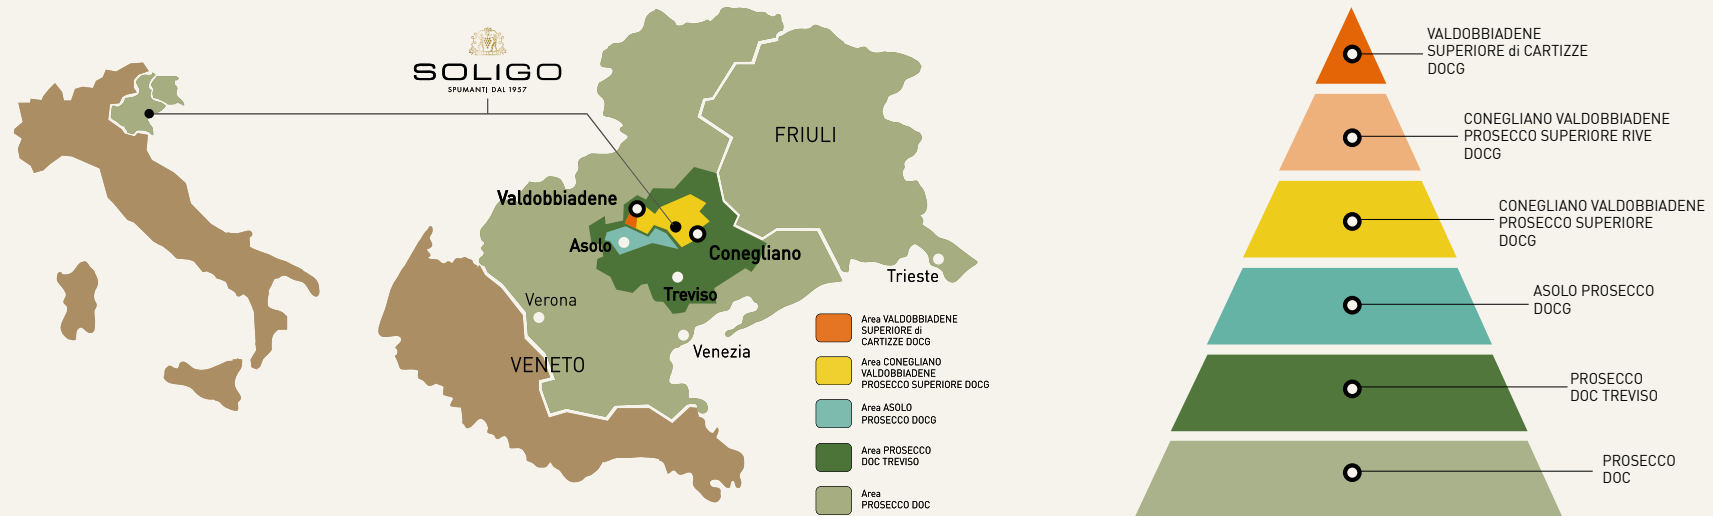 SOLIGO
SPUMANTI DAL 1957
FRIULI
Valdobbiadene
Asolo
Conegliano
Treviso
Trieste
Verona
Venezia
VENETO
Area VALDOBBIADENE
SUPERIORE di
CARTIZZE DOCG
Area CONEGLIANO
VALDOBBIADENE
PROSECCO SUPERIORE DOCG
Area ASOLO
PROSECCO DOCG
Area PROSECCO
DOC TREVISO
Area
PROSECCO DOC
VALDOBBIADENE
SUPERIORE di CARTIZZE
DOCG
CONEGLIANO VALDOBBIADENE
PROSECCO SUPERIORE RIVE
DOCG
CONEGLIANO VALDOBBIADENE
PROSECCO SUPERIORE
DOCG
ASOLO PROSECCO
DOCG
PROSECCO
DOC TREVISO
PROSECCO
DOC